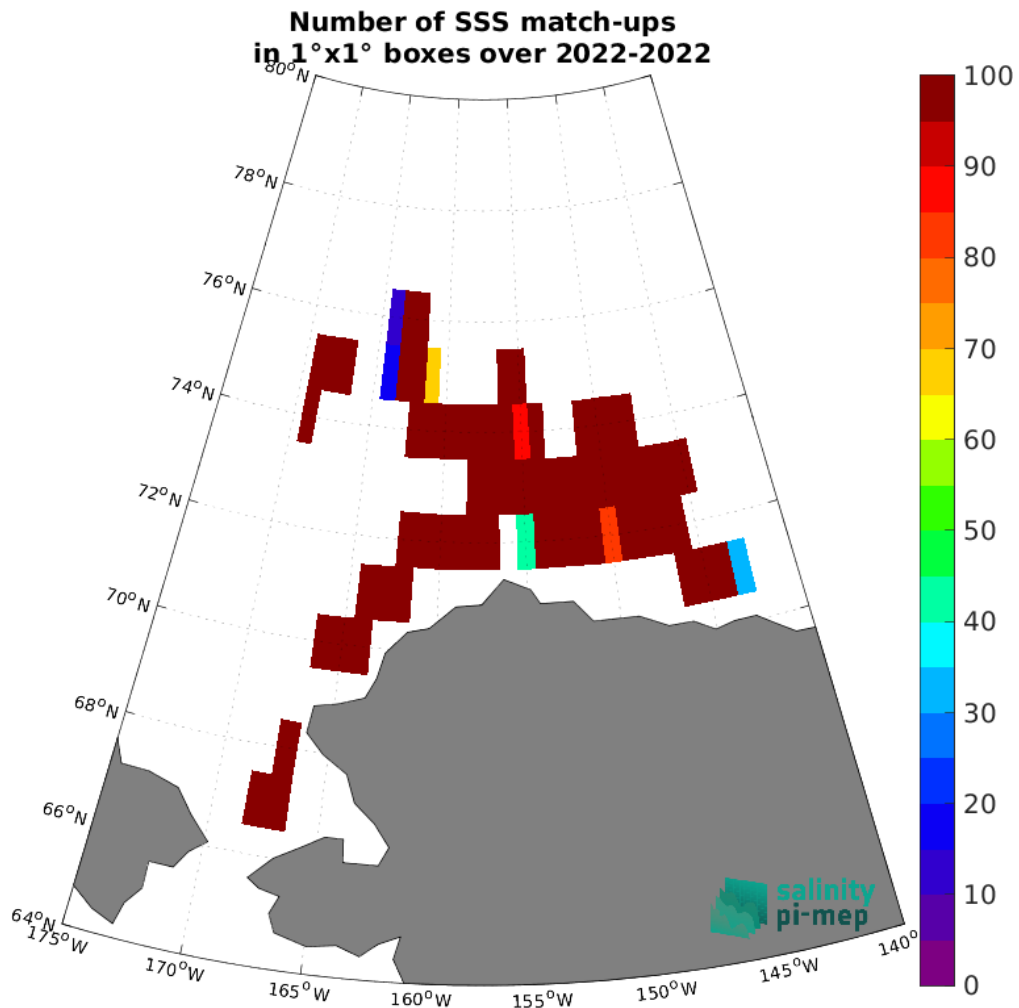 Number of SSS match-ups
in 1°x1° boxes over 2022-2022
80°N
78°N
76°N
74°N
72°N
70°N
68°N
66°N
64°N
175°W
170°W
165°W
160°W
155°W
150°W
145°W
140°
100
90
80
70
60
50
40
30
20
10
0
salinity
pi-mep